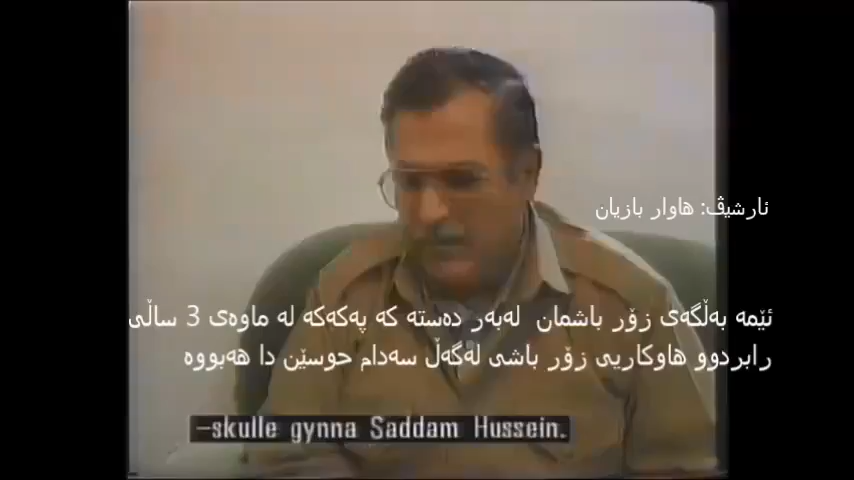 ئارشیڤ: هاوار بازیان
ئێمە بەڵگەی زۆر باشمان لەبەر دەستە کە پەکەکە لە ماوەی 3 ساڵی
رابردوو هاوکاریی زۆر باشی لەگەڵ سەدام حوسێن دا هەبووە
-skulle gynna Saddam Hussein.